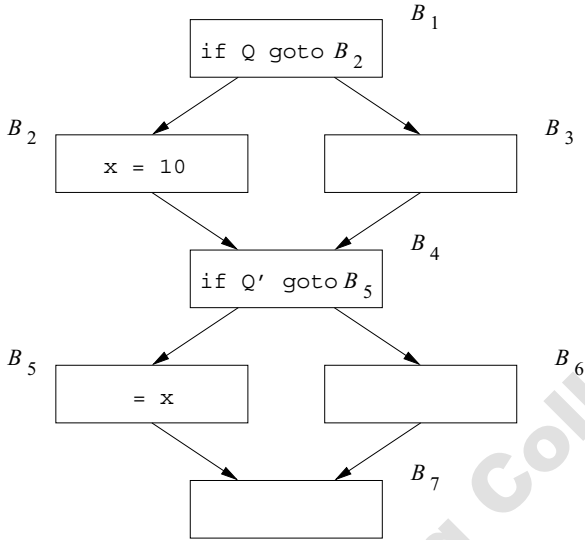 B1
if Q goto B2
B2
B3
x = 10
B4
if Q' goto B5
B5
B6
= x
B7